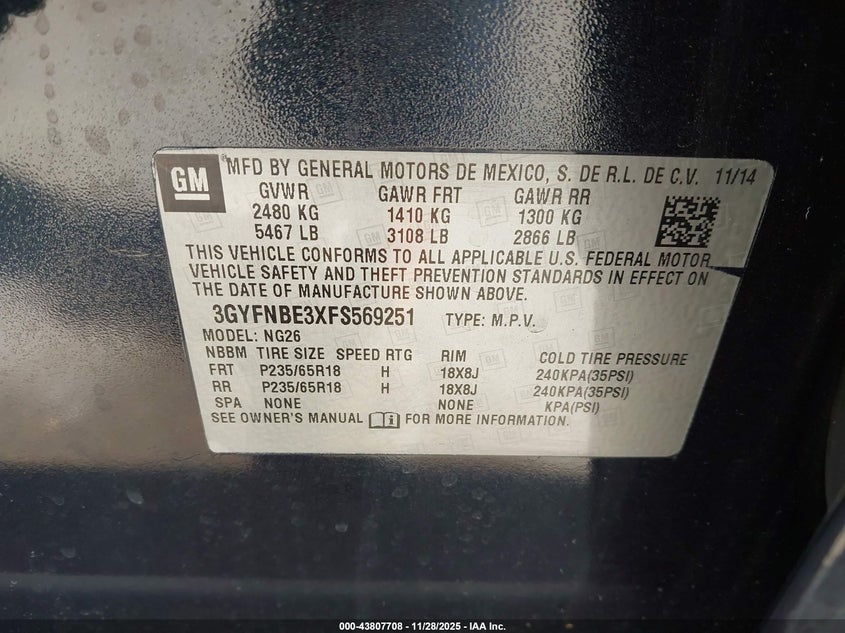 GM ® MFD BY GENERAL MOTORS DE MEXICO, S. DE R.L. DE C.V. 11/14
GVWR GAWR FRT GAWR RR
2480 KG 1410 KG 1300 KG
5467 LB 3108 LB 2866 LB
THIS VEHICLE CONFORMS TO ALL APPLICABLE U.S. FEDERAL MOTOR
VEHICLE SAFETY AND THEFT PREVENTION STANDARDS IN EFFECT ON
THE DATE OF MANUFACTURE SHOWN ABOVE.
3GYFNBE3XFS569251 TYPE: M.P.V.
MODEL: NG26
NBBM TIRE SIZE SPEED RTG RIM COLD TIRE PRESSURE
FRT P235/65R18 H 18X8J 240KPA(35PSI)
RR P235/65R18 H 18X8J 240KPA(35PSI)
SPA NONE NONE KPA(PSI)
SEE OWNER'S MANUAL FOR MORE INFORMATION.
000-43807708 - 11/28/2025 - IAA Inc.